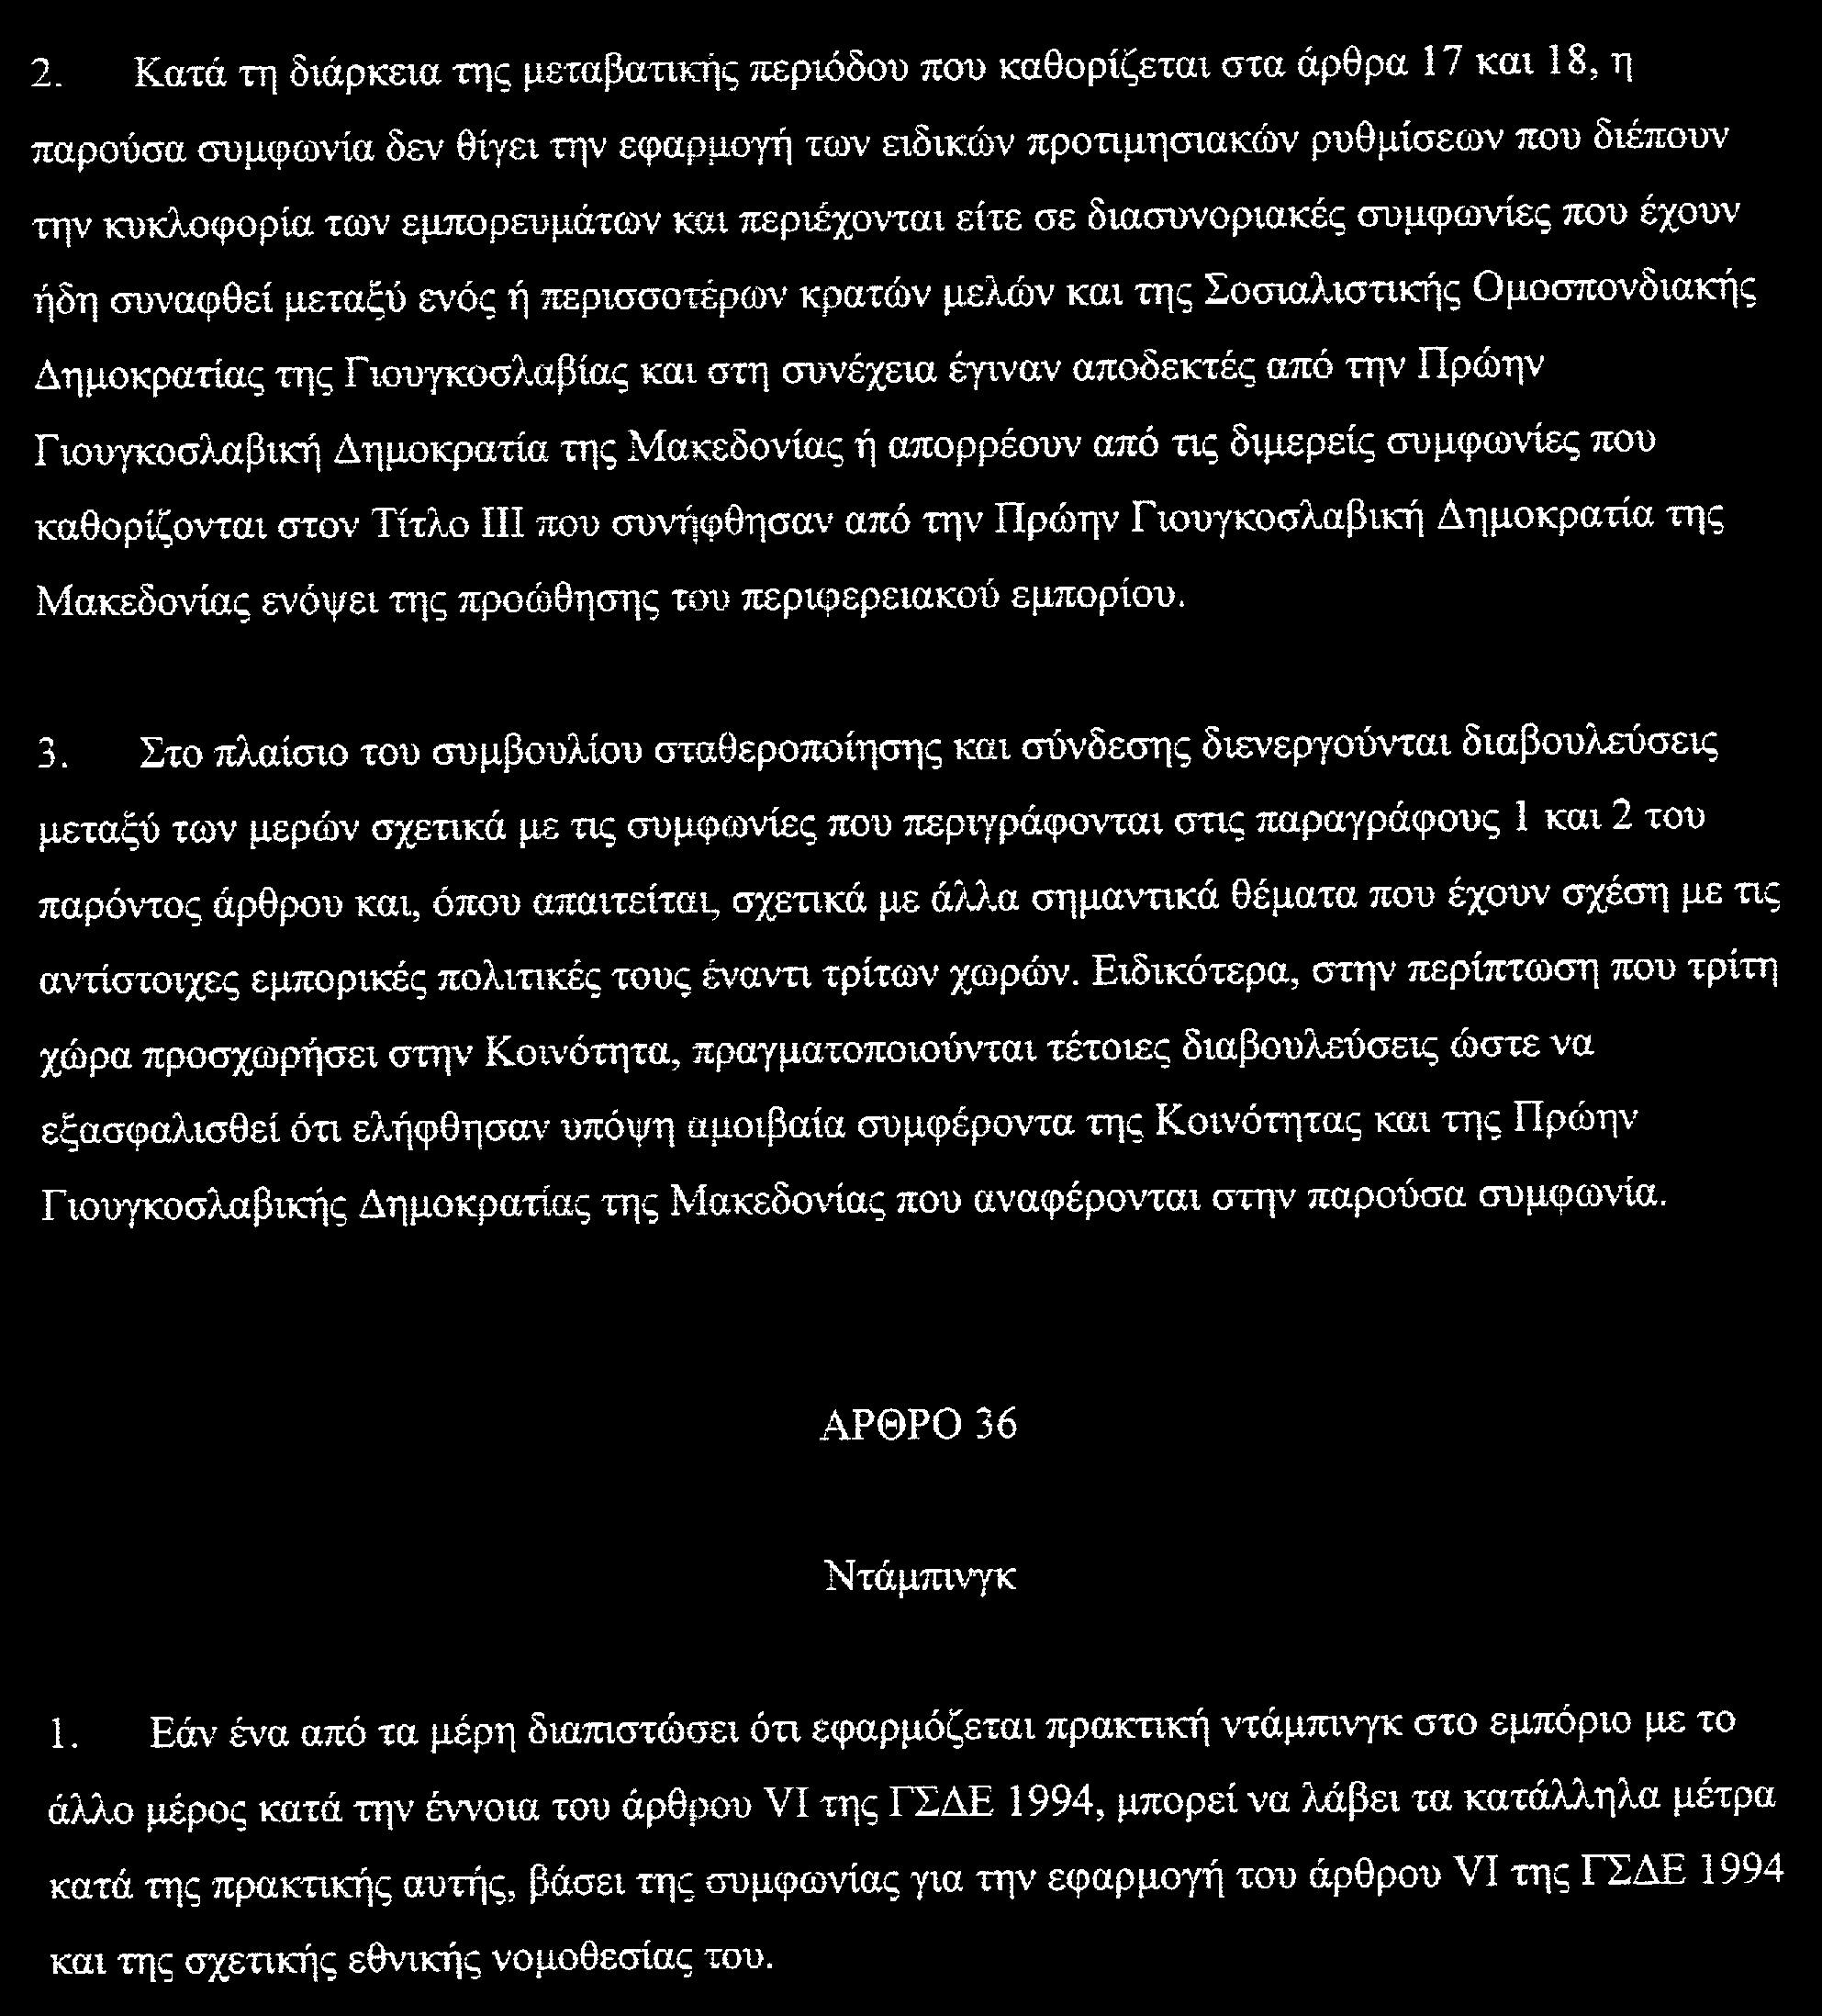 2. Κατά τη διάρκεια της μεταβατικής περιόδου που καθορίζεται στα άρθρα 17 και 18, η
παρούσα συμφωνία δεν θίγει την εφαρμογή των ειδικών προτιμησιακών ρυθμίσεων που διέπουν
την κυκλοφορία των εμπορευμάτων και περιέχονται είτε σε διασυνοριακές συμφωνίες που έχουν
ήδη συναφθεί μεταξύ ενός ή περισσοτέρων κρατών μελών και της Σοσιαλιστικής Ομοσπονδιακής
Δημοκρατίας της Γιουγκοσλαβίας και στη συνέχεια έγιναν αποδεκτές από την Πρώην
Γιουγκοσλαβική Δημοκρατία της Μακεδονίας ή απορρέουν από τις διμερείς συμφωνίες που
καθορίζονται στον Τίτλο ΙΙΙ που συνήφθησαν από την Πρώην Γιουγκοσλαβική Δημοκρατία της
Μακεδονίας ενόψει της προώθησης του περιφερειακού εμπορίου.
3. Στο πλαίσιο του συμβουλίου σταθεροποίησης και σύνδεσης διενεργούνται διαβουλεύσεις
μεταξύ των μερών σχετικά με τις συμφωνίες που περιγράφονται στις παραγράφους 1 και 2 του
παρόντος άρθρου και, όπου απαιτείται, σχετικά με άλλα σημαντικά θέματα που έχουν σχέση με τις
αντίστοιχες εμπορικές πολιτικές τους έναντι τρίτων χωρών. Ειδικότερα, στην περίπτωση που τρίτη
χώρα προσχωρήσει στην Κοινότητα, πραγματοποιούνται τέτοιες διαβουλεύσεις ώστε να
εξασφαλισθεί ότι ελήφθησαν υπόψη αμοιβαία συμφέροντα της Κοινότητας και της Πρώην
Γιουγκοσλαβικής Δημοκρατίας της Μακεδονίας που αναφέρονται στην παρούσα συμφωνία.
ΑΡΘΡΟ 36
Ντάμπινγκ
1. Εάν ένα από τα μέρη διαπιστώσει ότι εφαρμόζεται πρακτική ντάμπινγκ στο εμπόριο με το
άλλο μέρος κατά την έννοια του άρθρου VI της ΓΣΔΕ 1994, μπορεί να λάβει τα κατάλληλα μέτρα
κατά της πρακτικής αυτής, βάσει της συμφωνίας για την εφαρμογή του άρθρου VI της ΓΣΔΕ 1994
και της σχετικής εθνικής νομοθεσίας του.